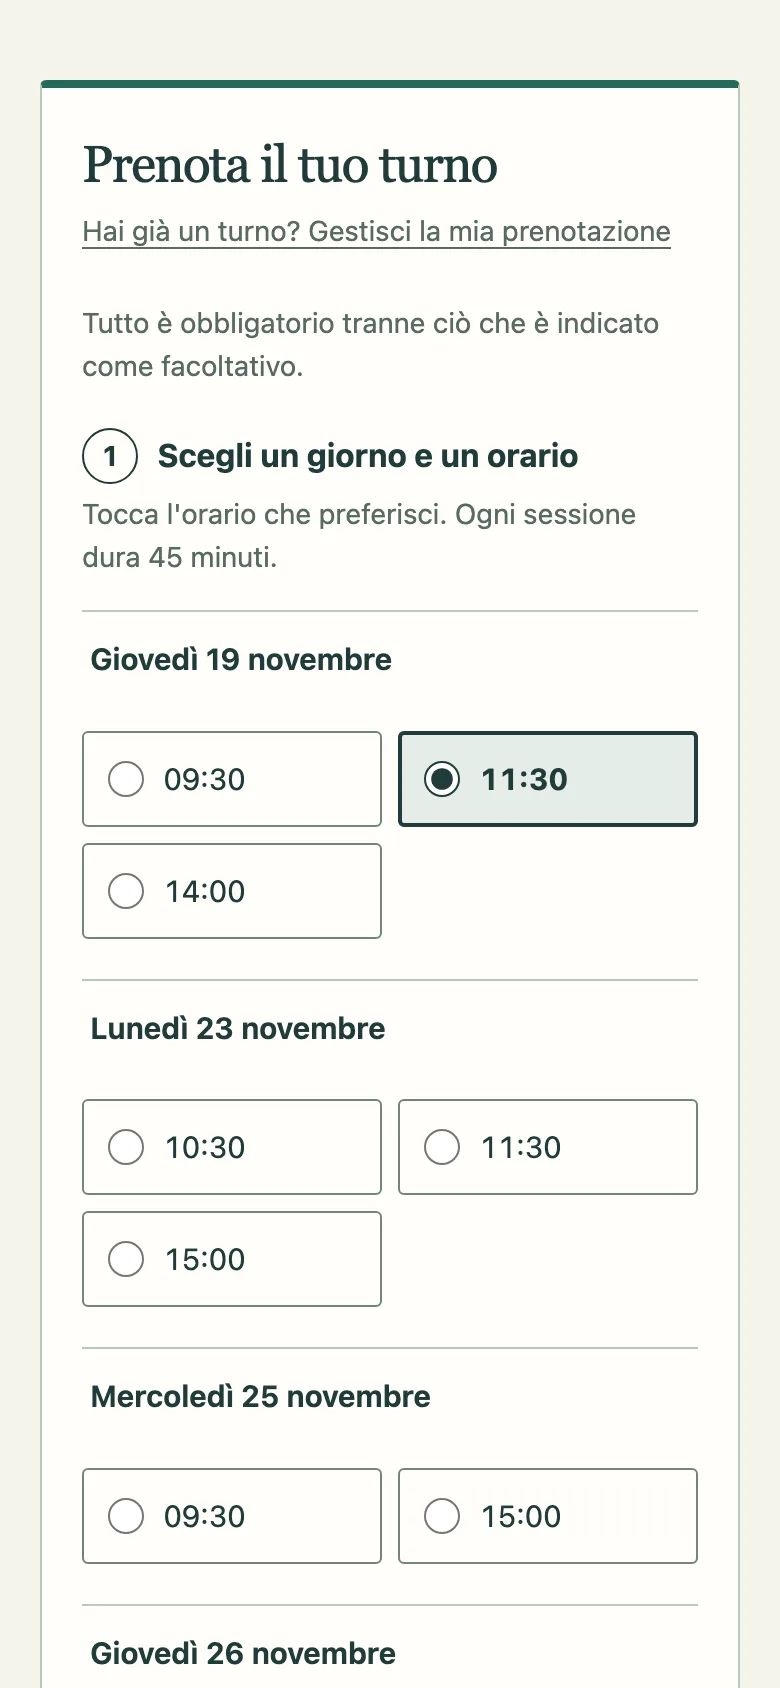 Prenota il tuo turno
Hai già un turno? Gestisci la mia prenotazione
Tutto è obbligatorio tranne ciò che è indicato
come facoltativo.
1 Scegli un giorno e un orario
Tocca l'orario che preferisci. Ogni sessione
dura 45 minuti.
Giovedì 19 novembre
09:30 11:30
14:00
Lunedì 23 novembre
10:30 11:30
15:00
Mercoledì 25 novembre
09:30 15:00
Giovedì 26 novembre